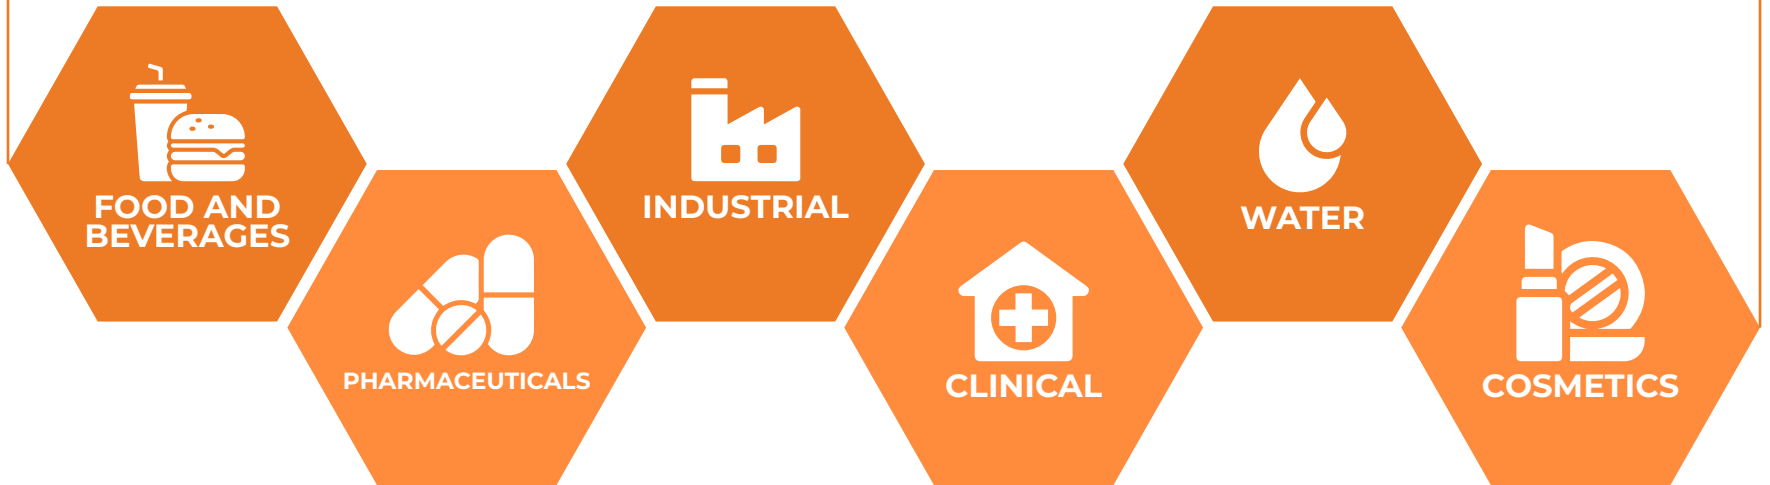 FOOD AND
BEVERAGES
PHARMACEUTICALS
INDUSTRIAL
CLINICAL
WATER
COSMETICS